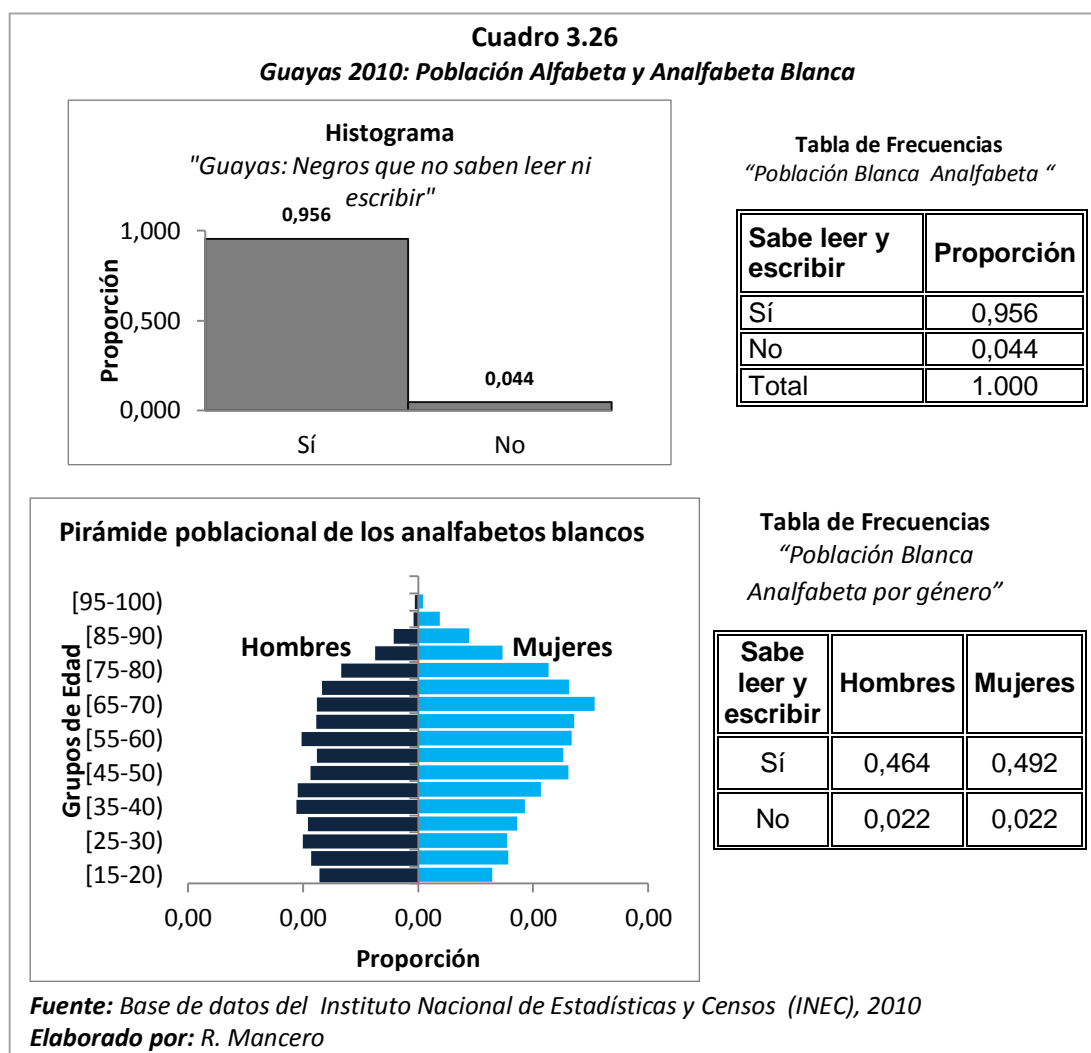 Cuadro 3.26
Guayas 2010: Población Alfabeta y Analfabeta Blanca
Histograma
"Guayas: Negros que no saben leer ni
escribir"
0,956
1,000
0,500
0,000
Proporción
0,044
Sí
No
Tabla de Frecuencias
“Población Blanca Analfabeta “
Sabe leer y
escribir
Proporción
Sí 0,956
No 0,044
Total 1.000
Pirámide poblacional de los analfabetos blancos
Grupos de Edad
[95-100)
[85-90)
[75-80)
[65-70)
[55-60)
[45-50)
[35-40)
[25-30)
[15-20)
Hombres
Mujeres
0,00 0,00 0,00 0,00 0,00
Proporción
Tabla de Frecuencias
“Población Blanca
Analfabeta por género”
Sabe
leer y
escribir
Hombres
Mujeres
Sí 0,464 0,492
No 0,022 0,022
Fuente: Base de datos del Instituto Nacional de Estadísticas y Censos (INEC), 2010
Elaborado por: R. Mancero